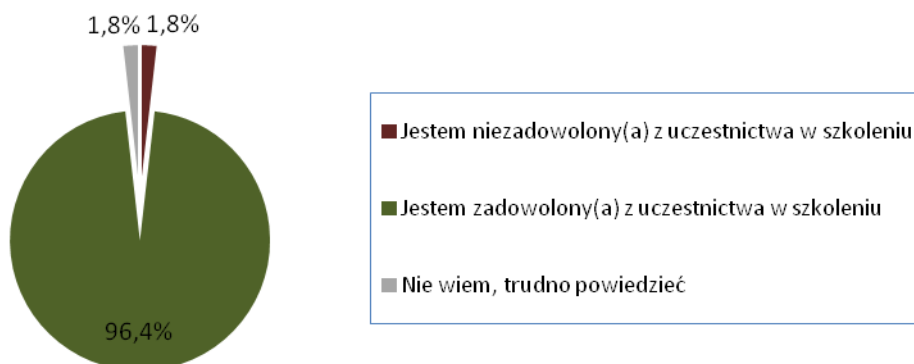 1,8% 1,8%
Jestem niezadowolony(a) z uczestnictwa w szkoleniu
Jestem zadowolony(a) z uczestnictwa w szkoleniu
Nie wiem, trudno powiedzieć
96,4%